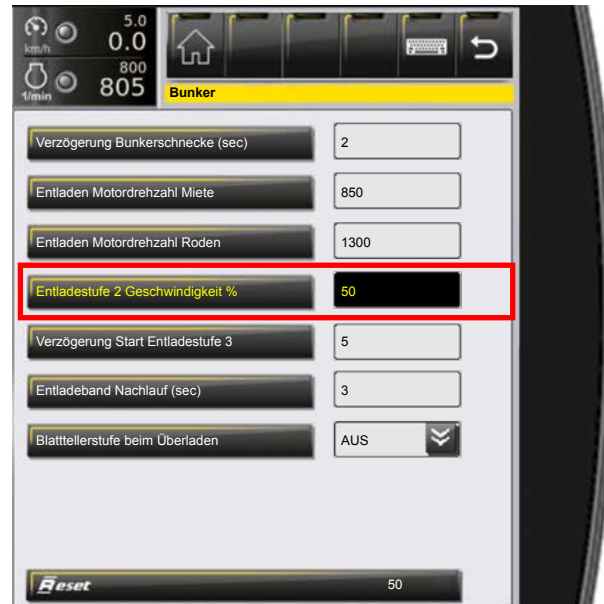 5.0
km/h 0.0
800
1/min 805
Bunker
Verzögerung Bunkerschnecke (sec) 2
Entladen Motordrehzahl Miete 850
Entladen Motordrehzahl Roden 1300
Entladestufe 2 Geschwindigkeit % 50
Verzögerung Start Entladestufe 3 5
Entladeband Nachlauf (sec) 3
Blatttellerstufe beim Überladen AUS
Reset 50